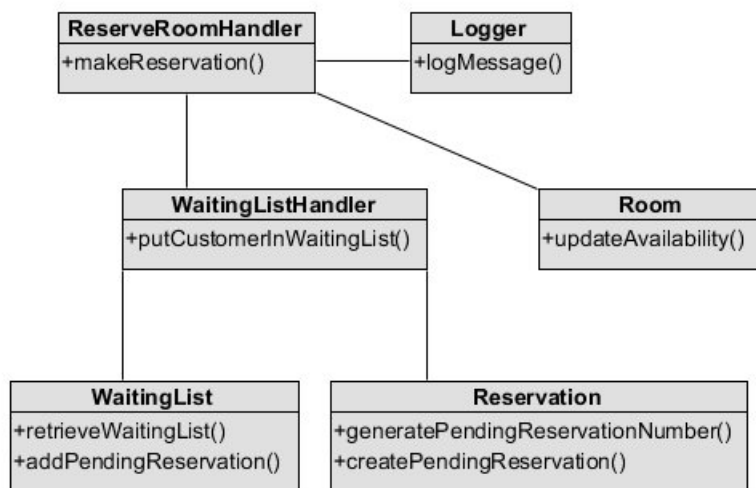 ReserveRoomHandler
+makeReservation()
Logger
+logMessage()
WaitingListHandler
+putCustomerInWaitingList()
Room
+updateAvailability()
WaitingList
+retrieveWaitingList()
+addPendingReservation()
Reservation
+generatePendingReservationNumber()
+createPendingReservation()